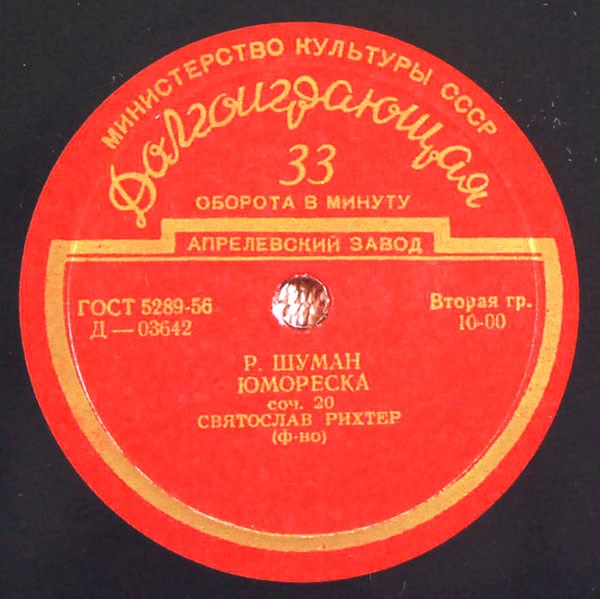 МИНИСТЕРСТВО КУЛЬТУРЫ СССР
Долгоиграющая
33
ОБОРОТА В МИНУТУ
АПРЕЛЕВСКИЙ ЗАВОД
ГОСТ 5289-56
Д—03642
Вторая гр.
10-00
Р. ШУМАН
ЮМОРЕСКА
соч. 20
СВЯТОСЛАВ РИХТЕР
(ф-но)